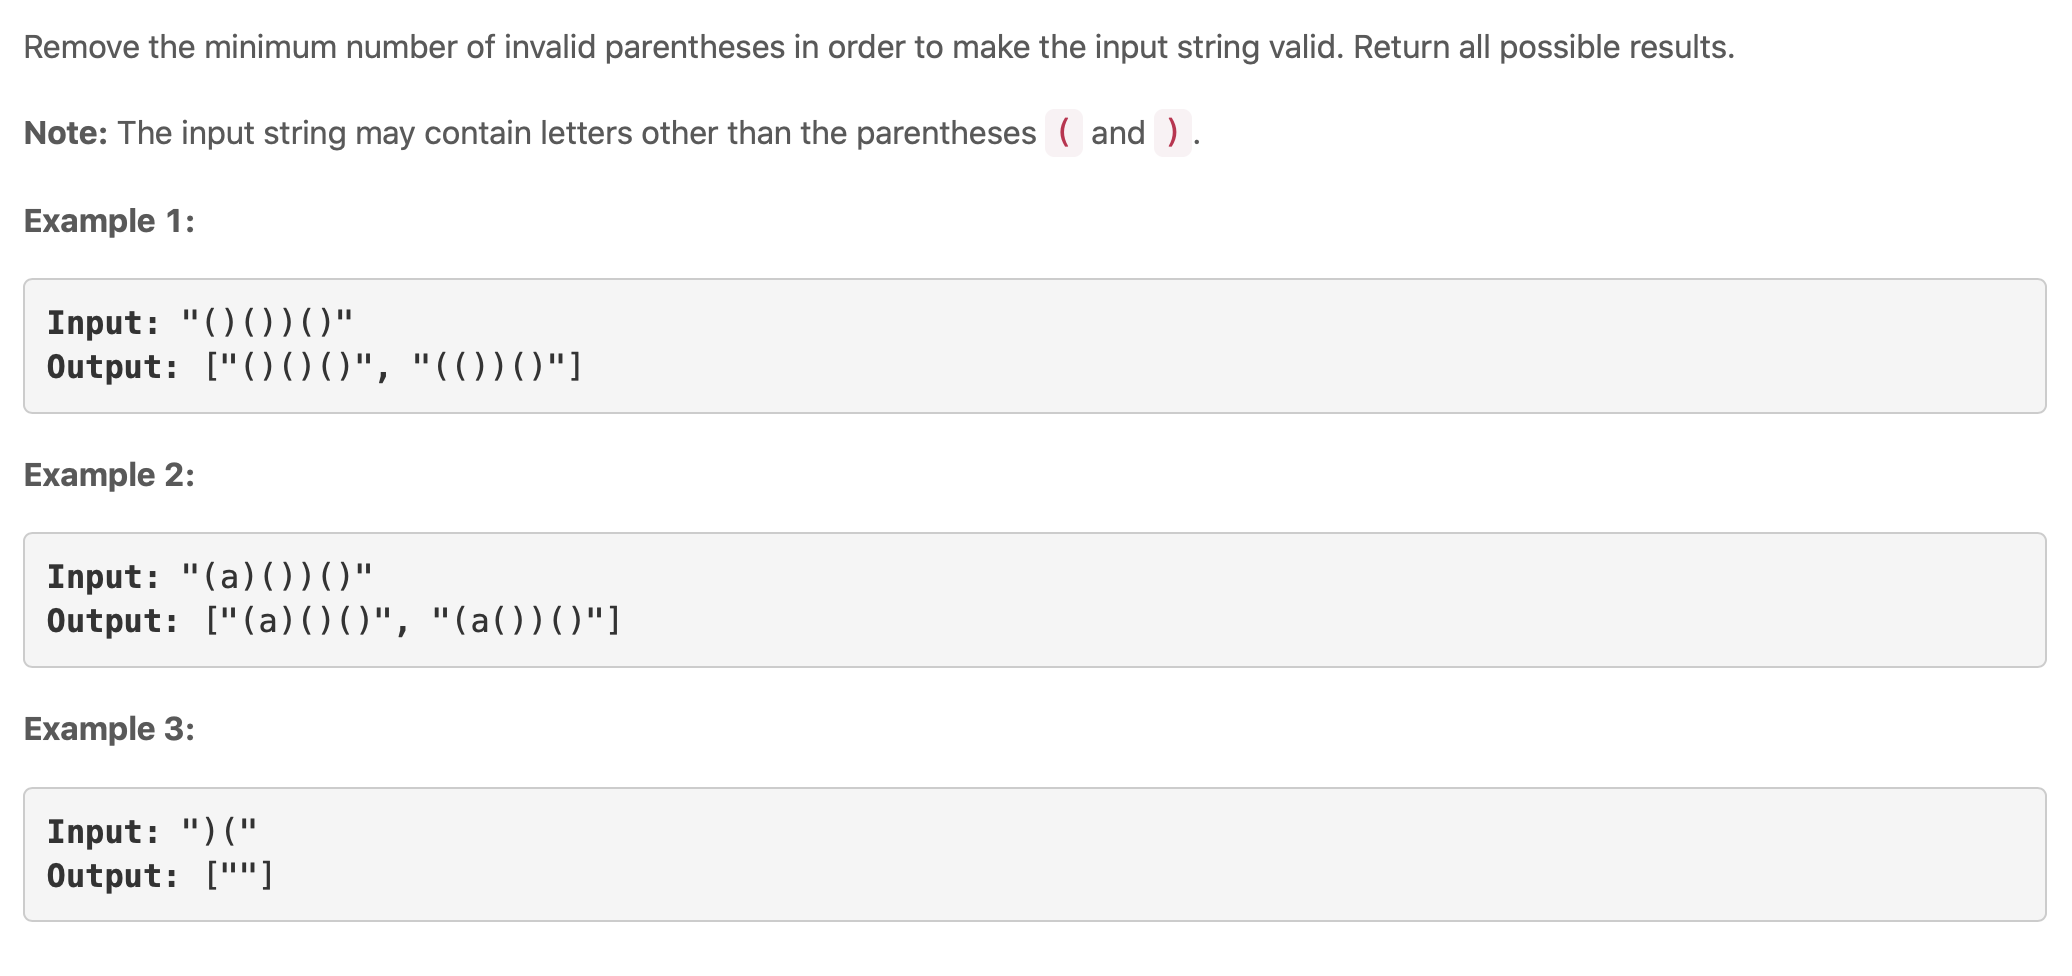 Remove the minimum number of invalid parentheses in order to make the input string valid. Return all possible results.
Note: The input string may contain letters other than the parentheses ( and ).
Example 1:
Input: "()())()"
Output: ["()()()", "(())()"]
Example 2:
Input: "(a)())()"
Output: ["(a)()()", "(a())()"]
Example 3:
Input: ")("
Output: [""]